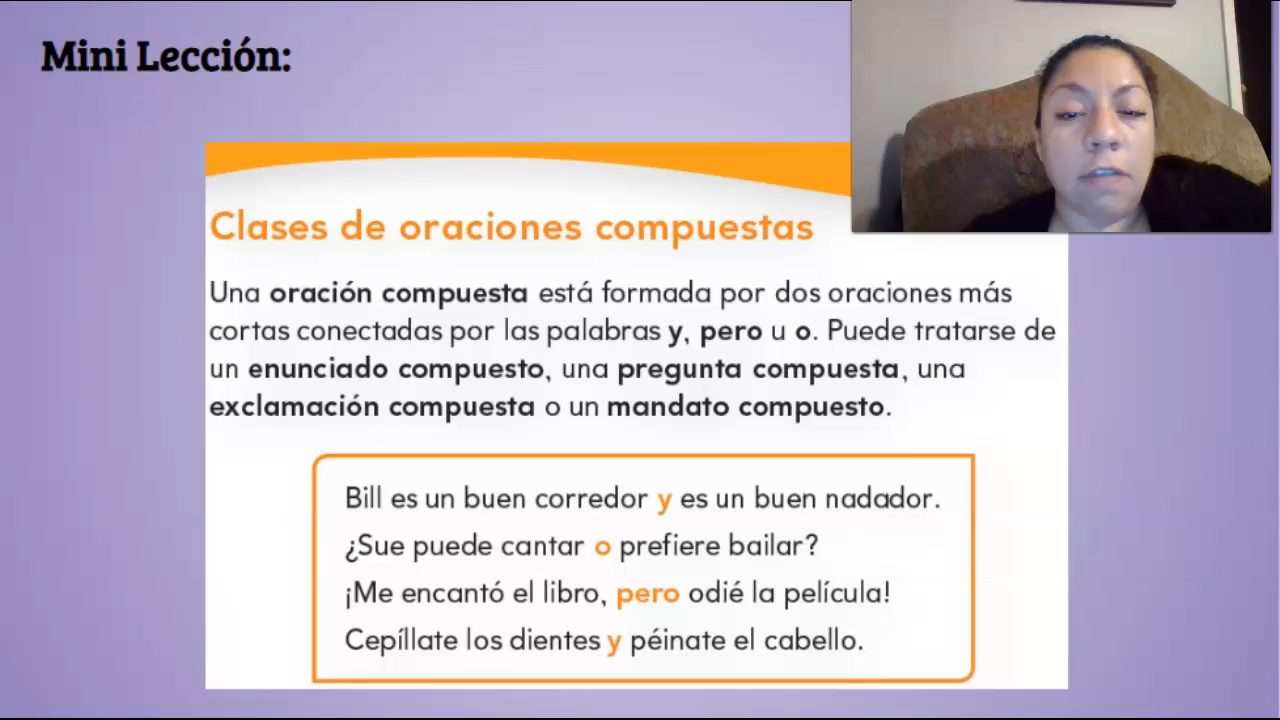 Mini Lección:
Clases de oraciones compuestas
Una oración compuesta está formada por dos oraciones más
cortas conectadas por las palabras y, pero u o. Puede tratarse de
un enunciado compuesto, una pregunta compuesta, una
exclamación compuesta o un mandato compuesto.
Bill es un buen corredor y es un buen nadador.
¿Sue puede cantar o prefiere bailar?
¡Me encantó el libro, pero odié la película!
Cepíllate los dientes y péinate el cabello.